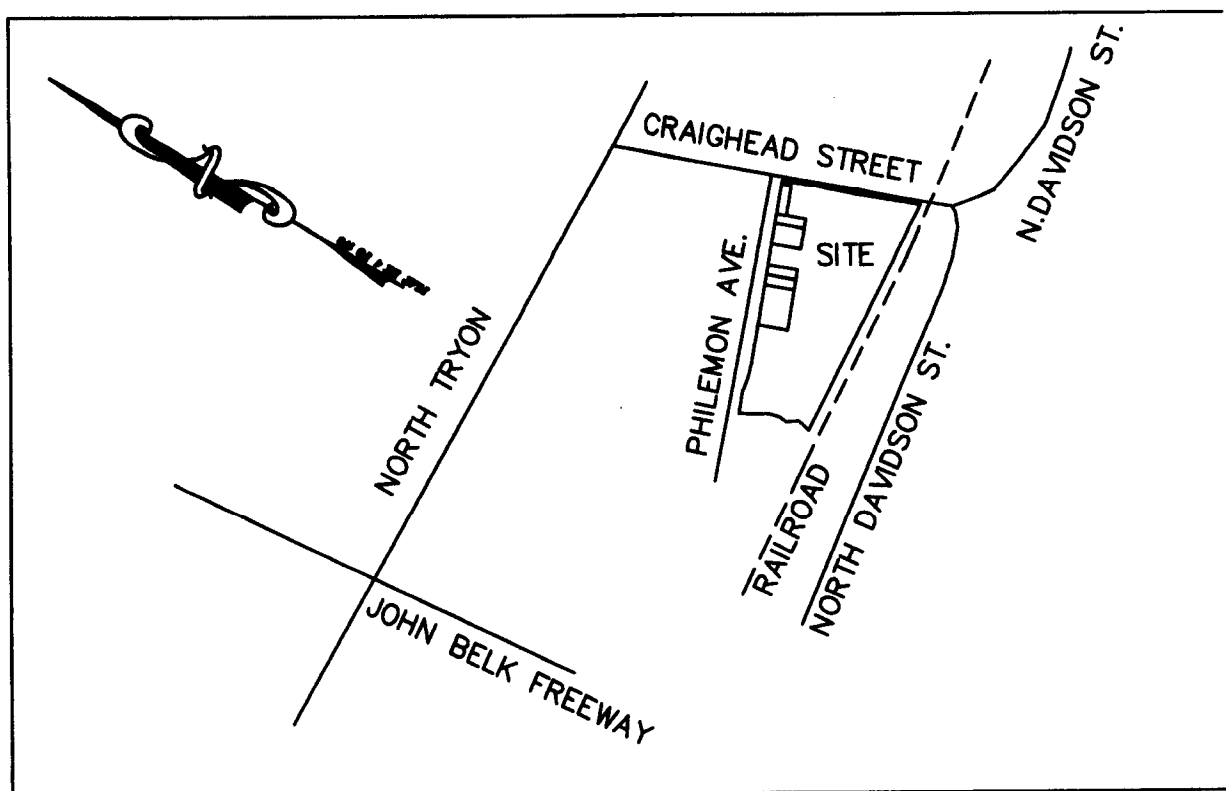 CRAIGHEAD STREET
N.DAVIDSON ST.
SITE
PHILEMON AVE.
NORTH TRYON
RAILROAD
NORTH DAVIDSON ST.
JOHN BELK FREEWAY